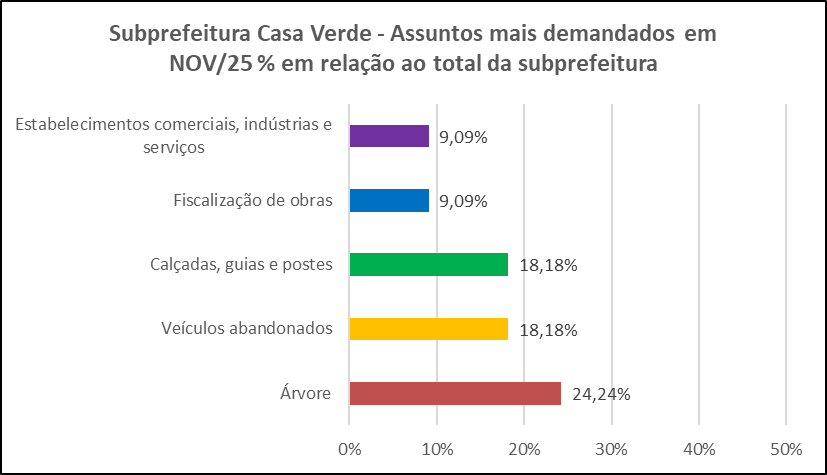 Subprefeitura Casa Verde - Assuntos mais demandados em
NOV/25 % em relação ao total da subprefeitura
Estabelecimentos comerciais, indústrias e
serviços
9,09%
Fiscalização de obras
9,09%
Calçadas, guias e postes
18,18%
Veículos abandonados
18,18%
Árvore
24,24%
0% 10% 20% 30% 40% 50%